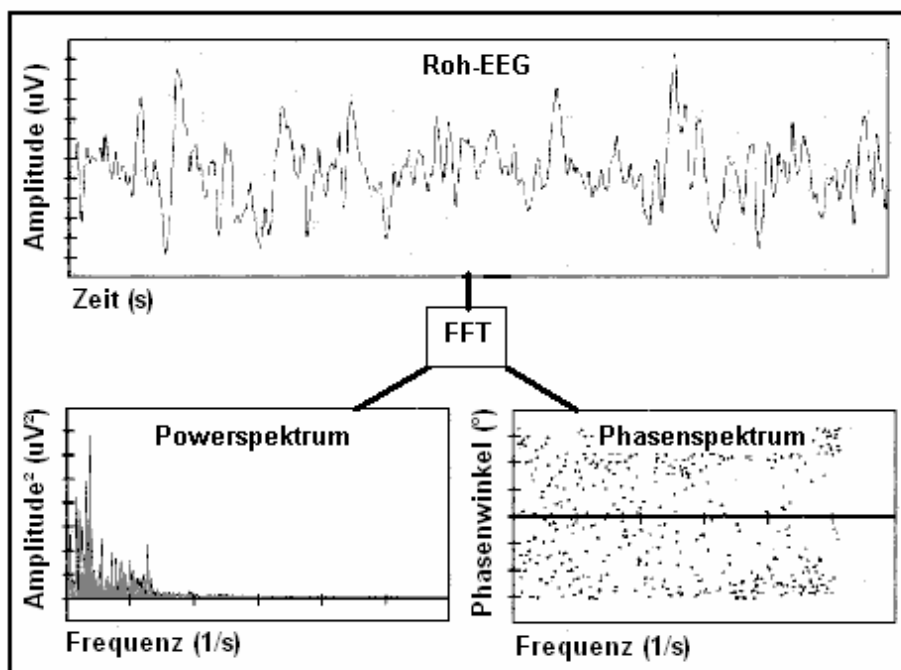 Roh-EEG
Amplitude (uV)
Zeit (s)
FFT
Powerspektrum
Amplitude² (uV²)
Frequenz (1/s)
Phasenspektrum
Phasenwinkel (°)
Frequenz (1/s)